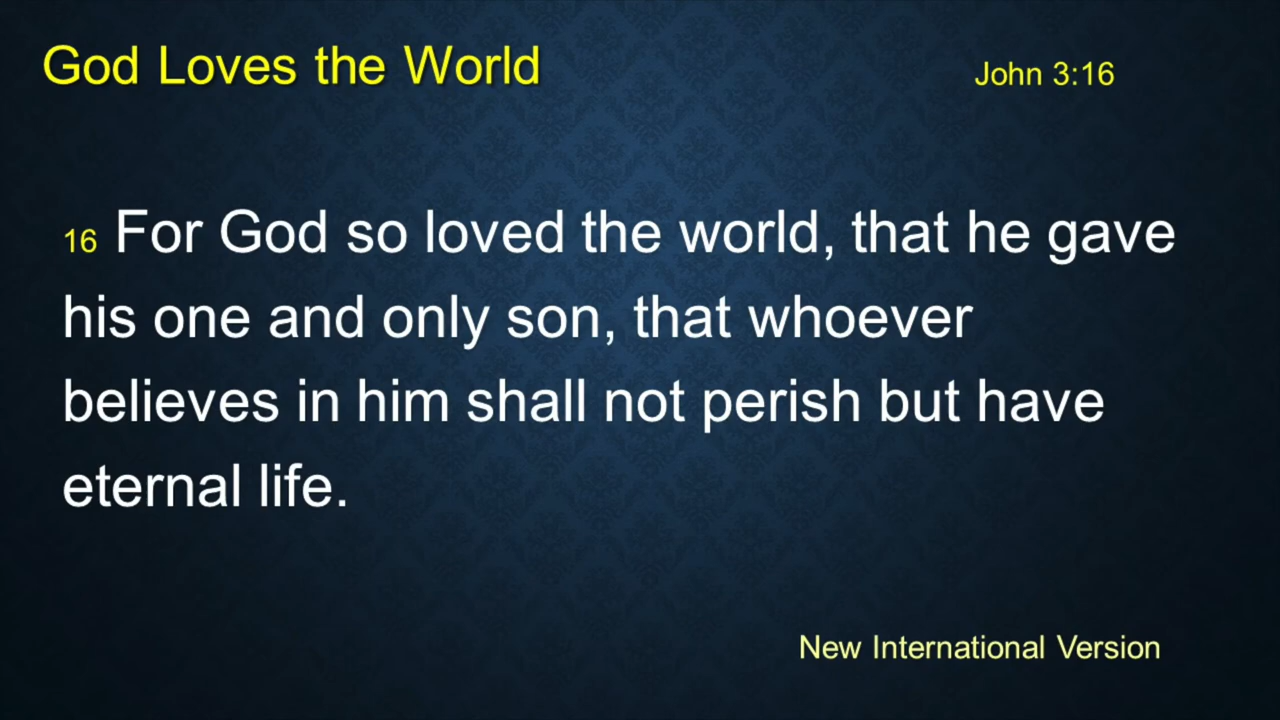 God Loves the World
John 3:16
16 For God so loved the world, that he gave
his one and only son, that whoever
believes in him shall not perish but have
eternal life.
New International Version